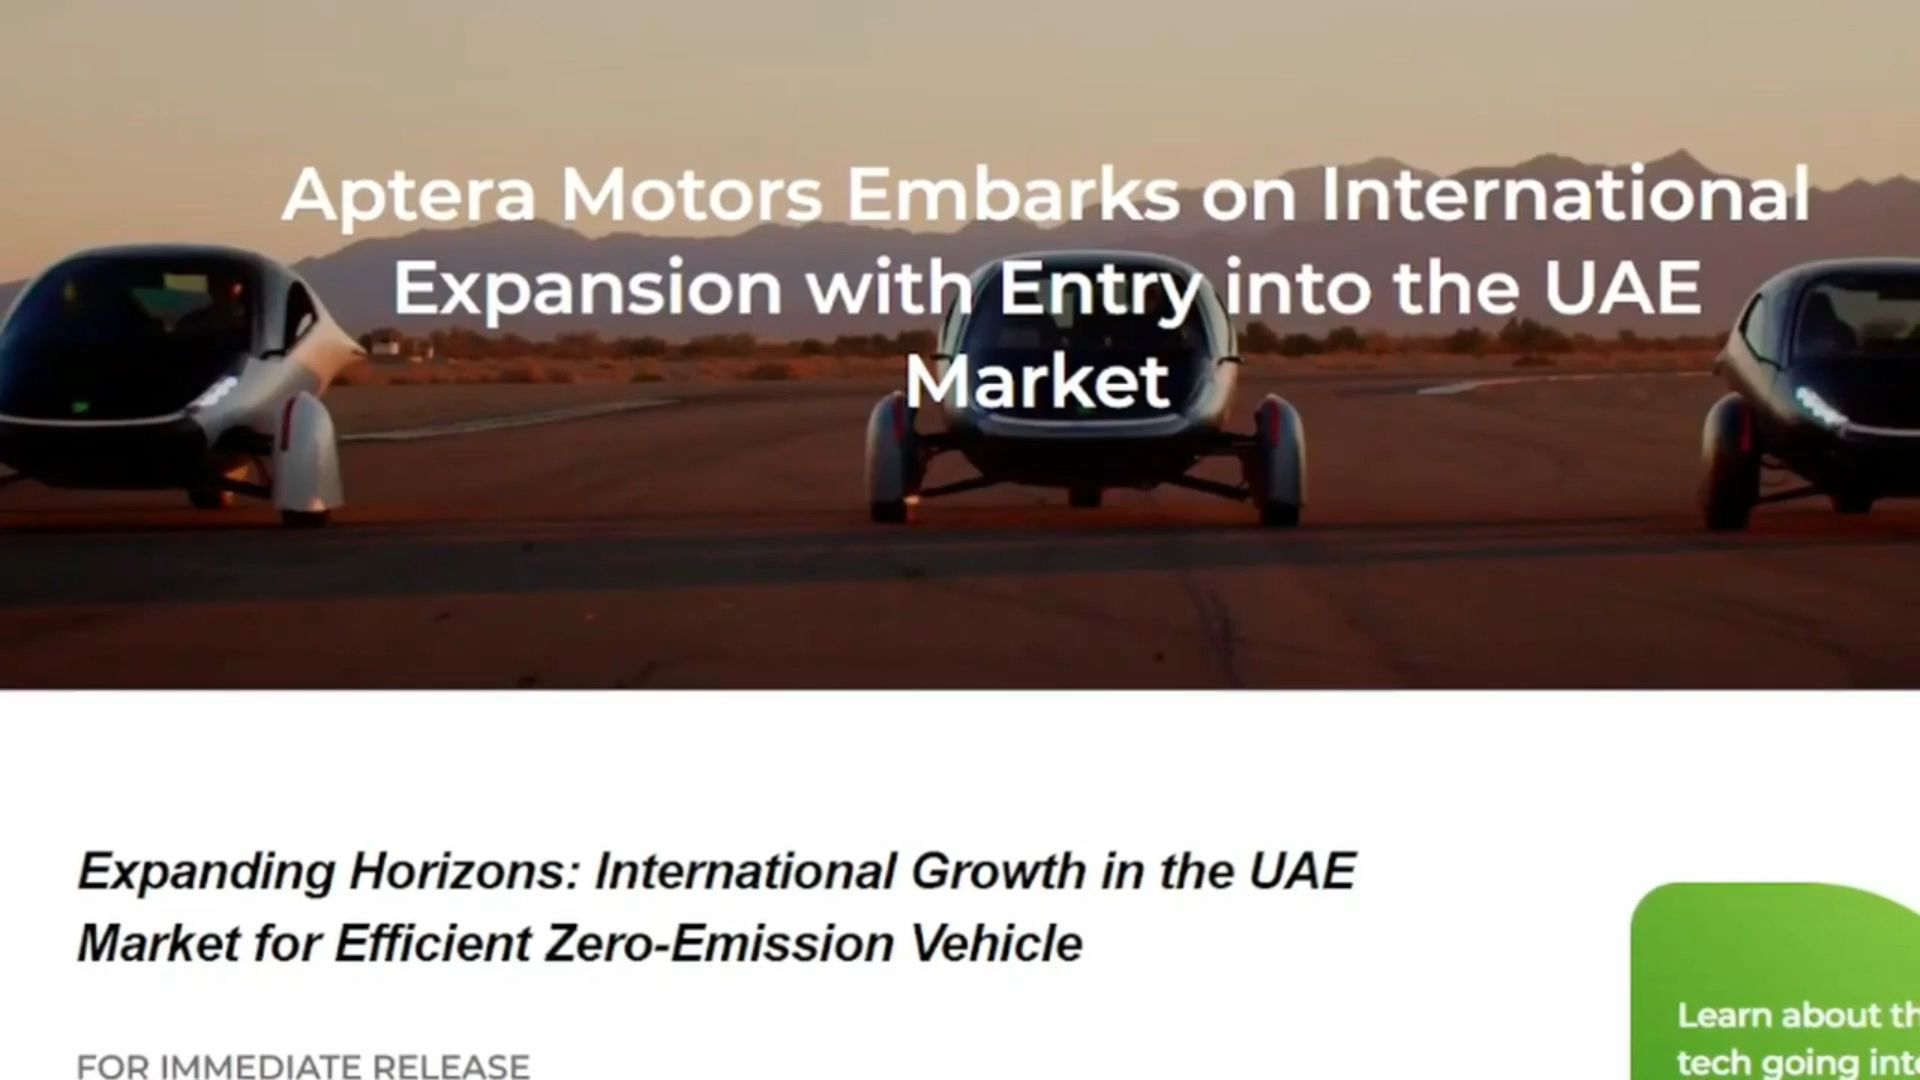 Aptera Motors Embarks on International
Expansion with Entry into the UAE
Market
Expanding Horizons: International Growth in the UAE
Market for Efficient Zero-Emission Vehicle
FOR IMMEDIATE RELEASE
Learn about
tech going